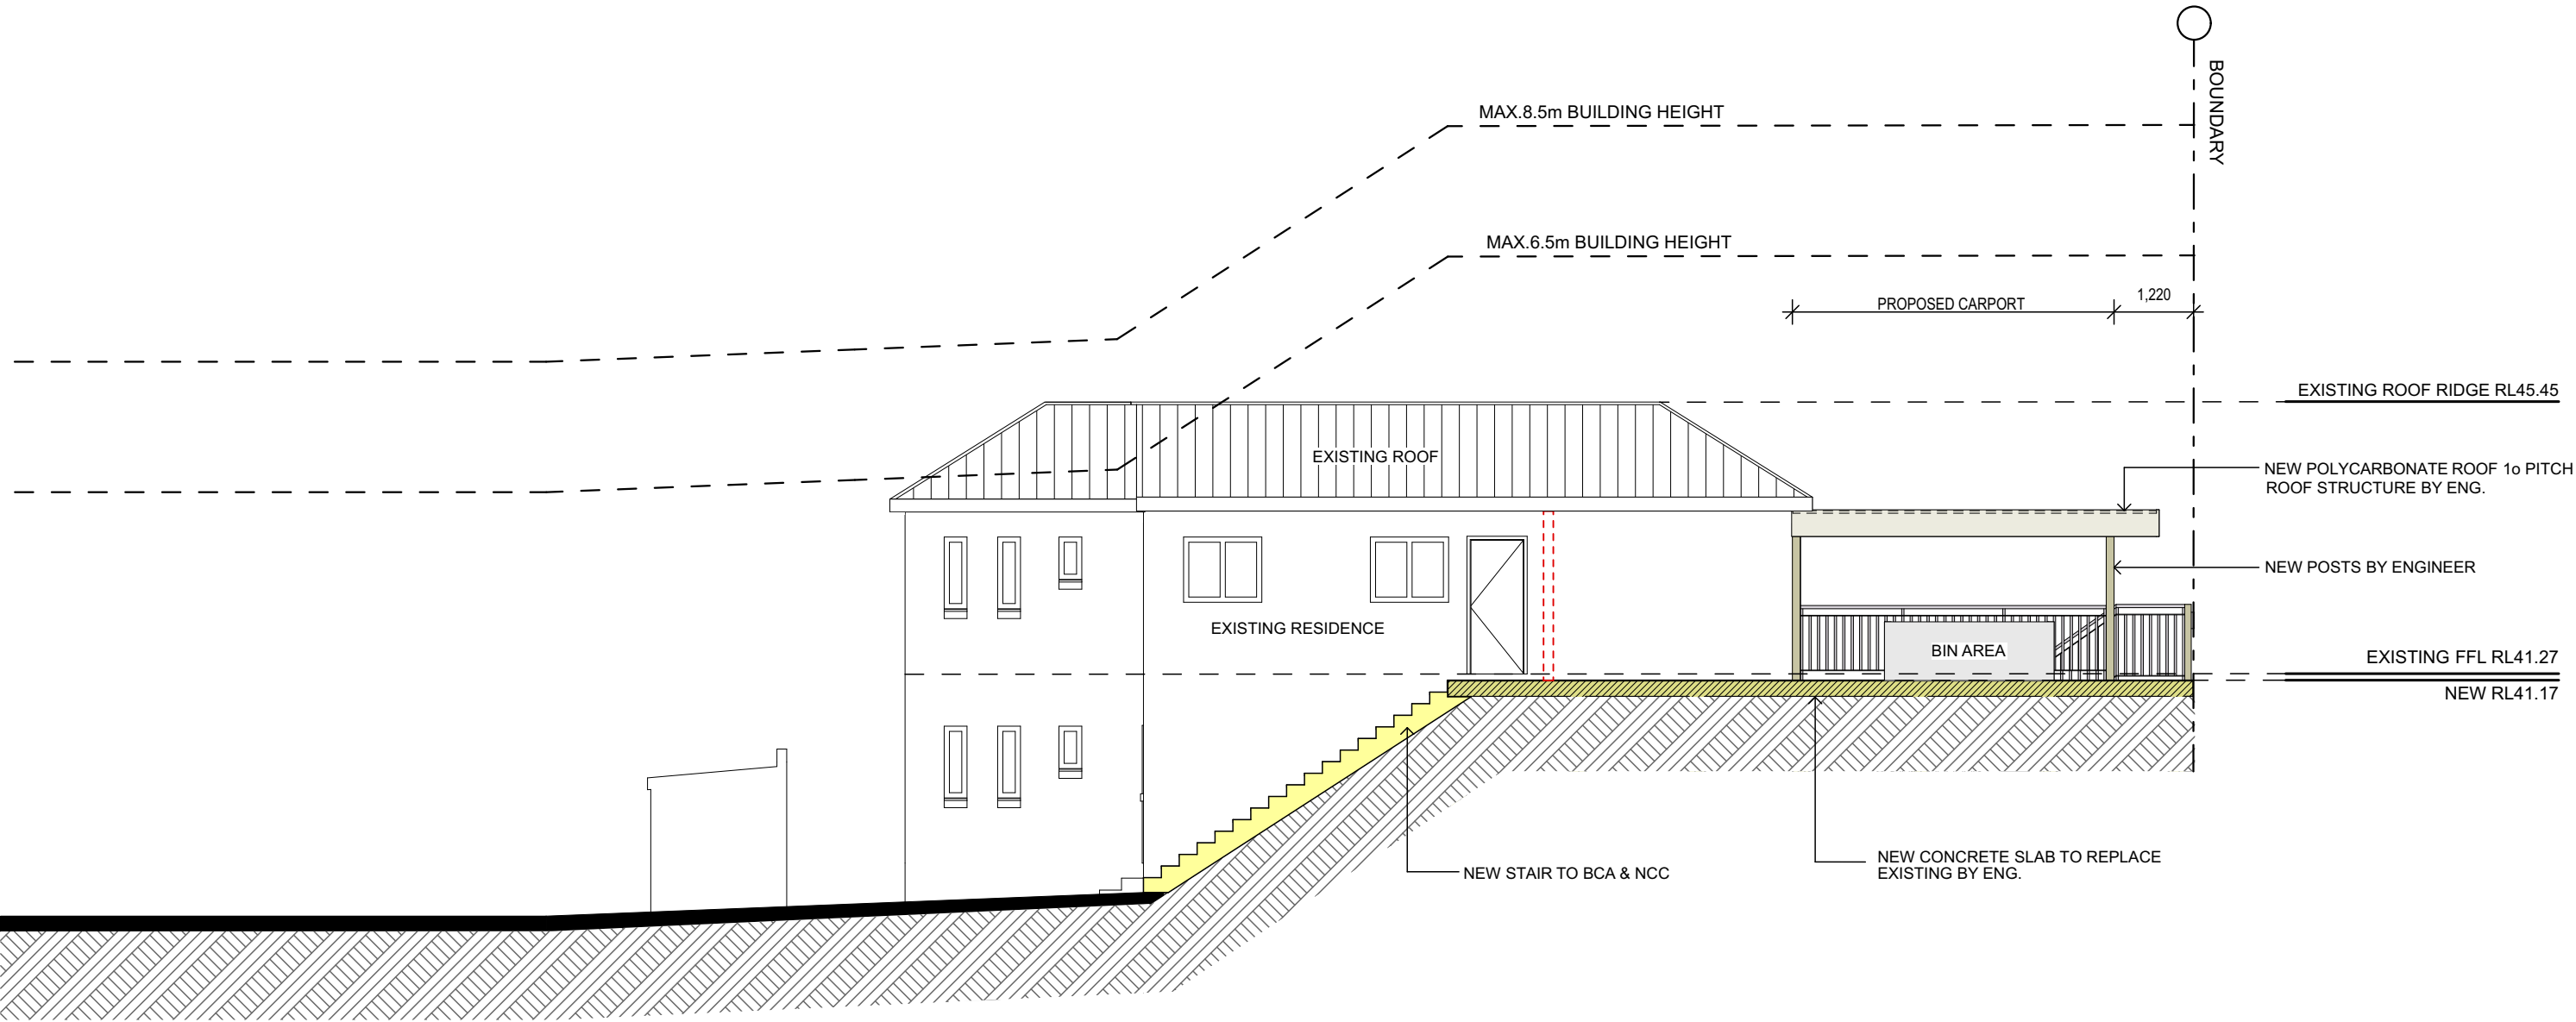 BOUNDARY
MAX.8.5m BUILDING HEIGHT
MAX.6.5m BUILDING HEIGHT
PROPOSED CARPORT
1,220
EXISTING ROOF RIDGE RL45.45
EXISTING ROOF
NEW POLYCARBONATE ROOF 1o PITCH
ROOF STRUCTURE BY ENG.
NEW POSTS BY ENGINEER
EXISTING RESIDENCE
BIN AREA
EXISTING FFL RL41.27
NEW RL41.17
NEW STAIR TO BCA & NCC
NEW CONCRETE SLAB TO REPLACE
EXISTING BY ENG.